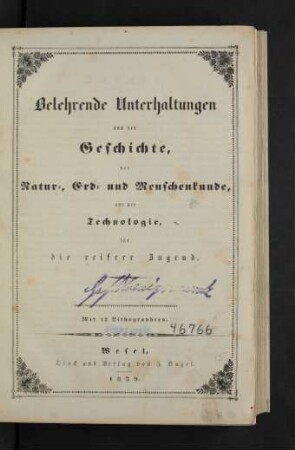 Belehrende Unterhaltungen
aus der
Geschichte,
der
Natur-, Erd- und Menschenkunde,
und der
Technologie,
für
die reifere Jugend.
Mit 12 Lithographien.
46766
Wesel,
Druck und Verlag von J. Bagel.
1839.